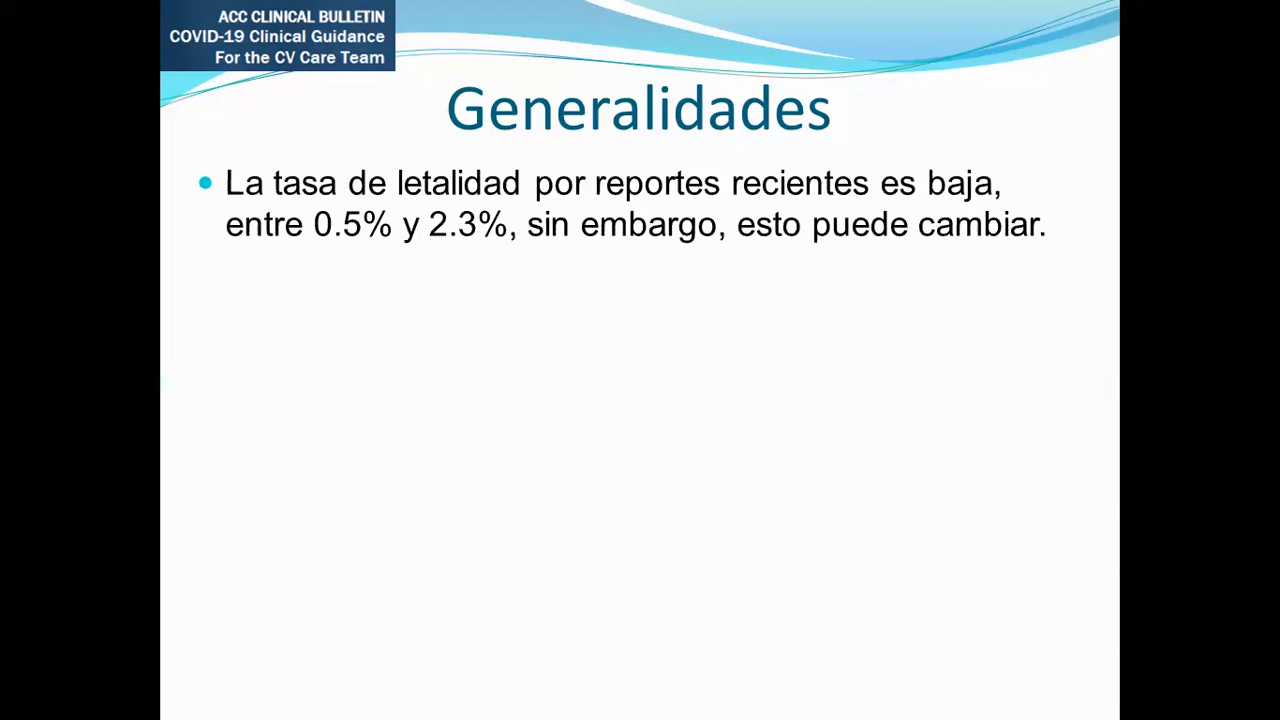 ACC CLINICAL BULLETIN
COVID-19 Clinical Guidance
For the CV Care Team
Generalidades
• La tasa de letalidad por reportes recientes es baja,
entre 0.5% y 2.3%, sin embargo, esto puede cambiar.